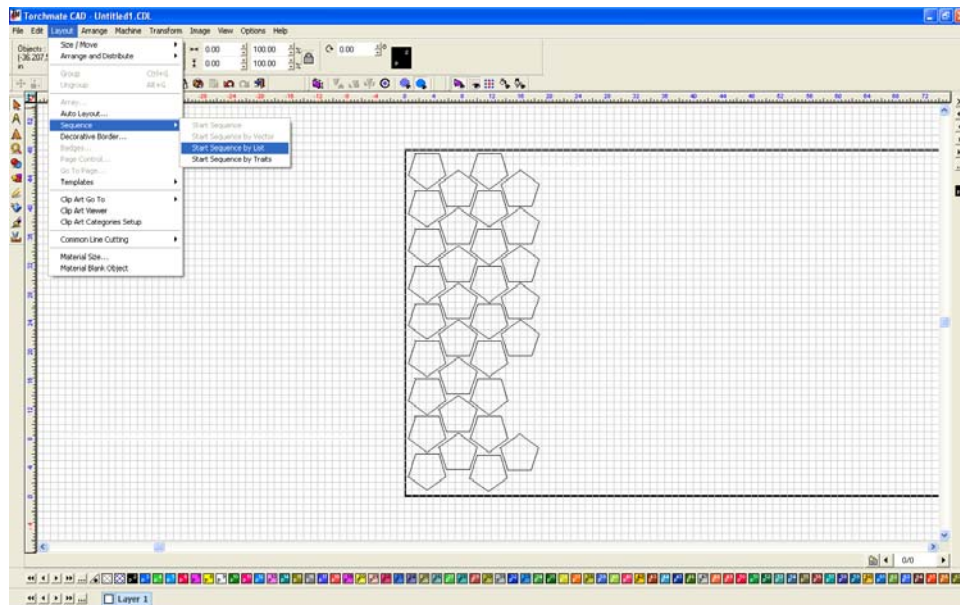 Torchmate CAD - Untitled1.CDL
File Edit Layout Arrange Machine Transform Image View Options Help
Objects:
in
0.00 100.00 % 0.00
0.00 100.00 %
Size / Move
Arrange and Distribute
Group Ctrl+G
Ungroup Alt+G
Array...
Auto Layout...
Sequence
Decorative Border...
Badges...
Page Control...
Go To Page...
Templates
Clip Art Go To
Clip Art Viewer
Clip Art Categories Setup
Common Line Cutting
Material Size...
Material Blank Object
Start Sequence
Start Sequence by Vector
Start Sequence by List
Start Sequence by Traits
0/0
Layer 1